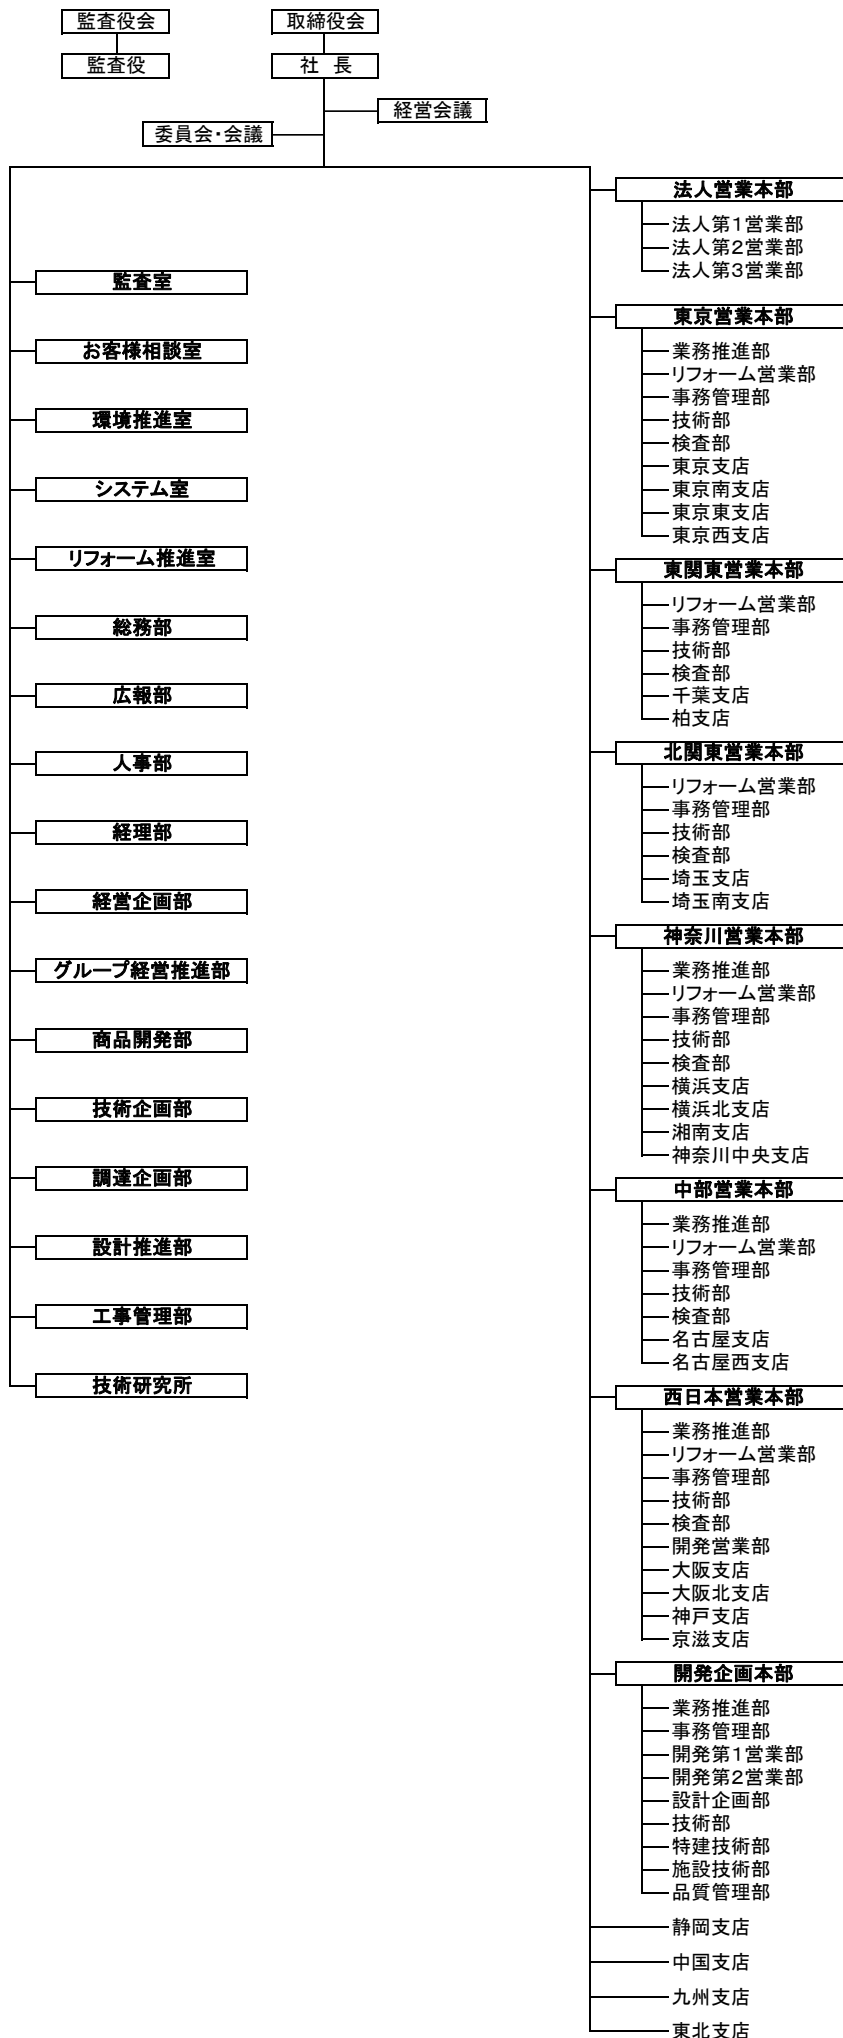 監査役会
取締役会
監査役
社 長
経営会議
委員会・会議
監査室
お客様相談室
環境推進室
システム室
リフォーム推進室
総務部
広報部
人事部
経理部
経営企画部
グループ経営推進部
商品開発部
技術企画部
調達企画部
設計推進部
工事管理部
技術研究所
法人営業本部
法人第1営業部
法人第2営業部
法人第3営業部
東京営業本部
業務推進部
リフォーム営業部
事務管理部
技術部
検査部
東京支店
東京南支店
東京東支店
東京西支店
東関東営業本部
リフォーム営業部
事務管理部
技術部
検査部
千葉支店
柏支店
北関東営業本部
リフォーム営業部
事務管理部
技術部
検査部
埼玉支店
埼玉南支店
神奈川営業本部
業務推進部
リフォーム営業部
事務管理部
技術部
検査部
横浜支店
横浜北支店
湘南支店
神奈川中央支店
中部営業本部
業務推進部
リフォーム営業部
事務管理部
技術部
検査部
名古屋支店
名古屋西支店
西日本営業本部
業務推進部
リフォーム営業部
事務管理部
技術部
検査部
開発営業部
大阪支店
大阪北支店
神戸支店
京滋支店
開発企画本部
業務推進部
事務管理部
開発第1営業部
開発第2営業部
設計企画部
技術部
特建技術部
施設技術部
品質管理部
静岡支店
中国支店
九州支店
東北支店